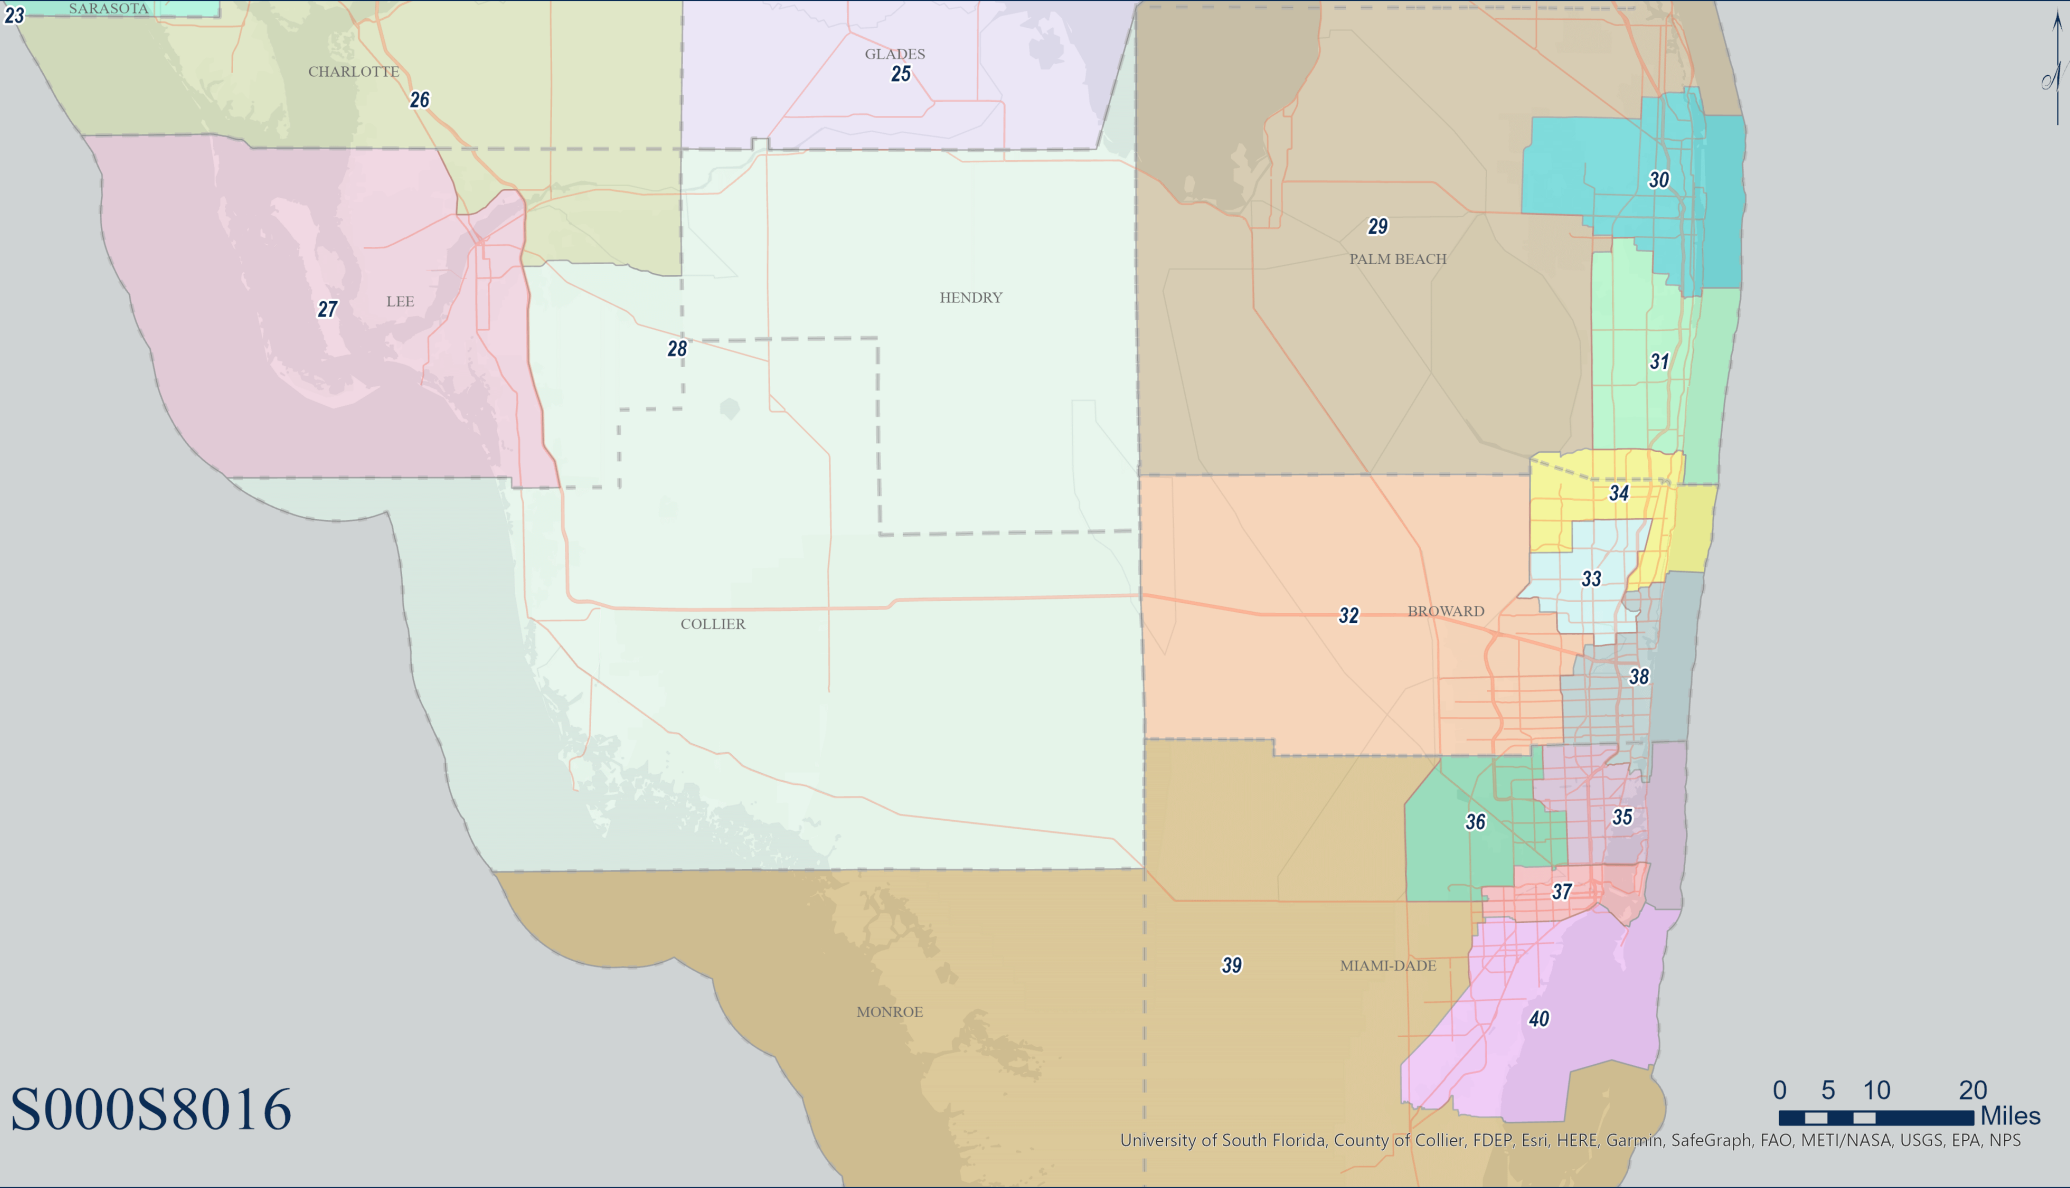 SARASOTA
23
GLADES
CHARLOTTE
25
26
30
29
PALM BEACH
HENDRY
LEE
27
28
31
34
33
BROWARD
32
COLLIER
38
35
36
37
39
MIAMI-DADE
MONROE
40
S000S8016
0 5 10 20
Miles
University of South Florida, County of Collier, FDEP, Esri, HERE, Garmin, SafeGraph, FAO, METI/NASA, USGS, EPA, NPS